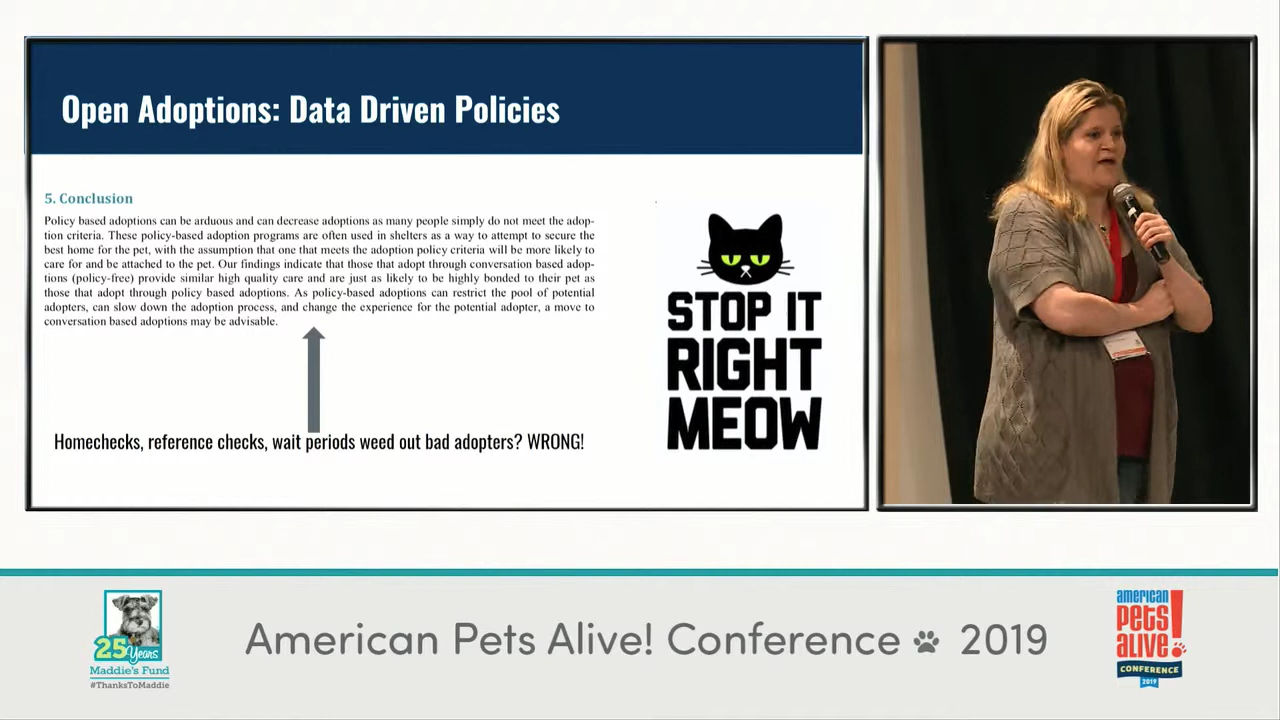 Open Adoptions: Data Driven Policies
5. Conclusion
Policy based adoptions can be arduous and can decrease adoptions as many people simply do not meet the adop-
tion criteria. These policy-based adoption programs are often used in shelters as a way to attempt to secure the
best home for the pet, with the assumption that one that meets the adoption policy criteria will be more likely to
care for and be attached to the pet. Our findings indicate that those that adopt through conversation based adop-
tions (policy-free) provide similar high quality care and are just as likely to be highly bonded to their pet as
those that adopt through policy based adoptions. As policy-based adoptions can restrict the pool of potential
adopters, can slow down the adoption process, and change the experience for the potential adopter, a move to
conversation based adoptions may be advisable.
Homechecks, reference checks, wait periods weed out bad adopters? WRONG!
STOP IT
RIGHT
MEOW
25 Years
Maddie's Fund
#ThanksToMaddie
American Pets Alive! Conference 2019
american
pets
alive!
CONFERENCE
2019